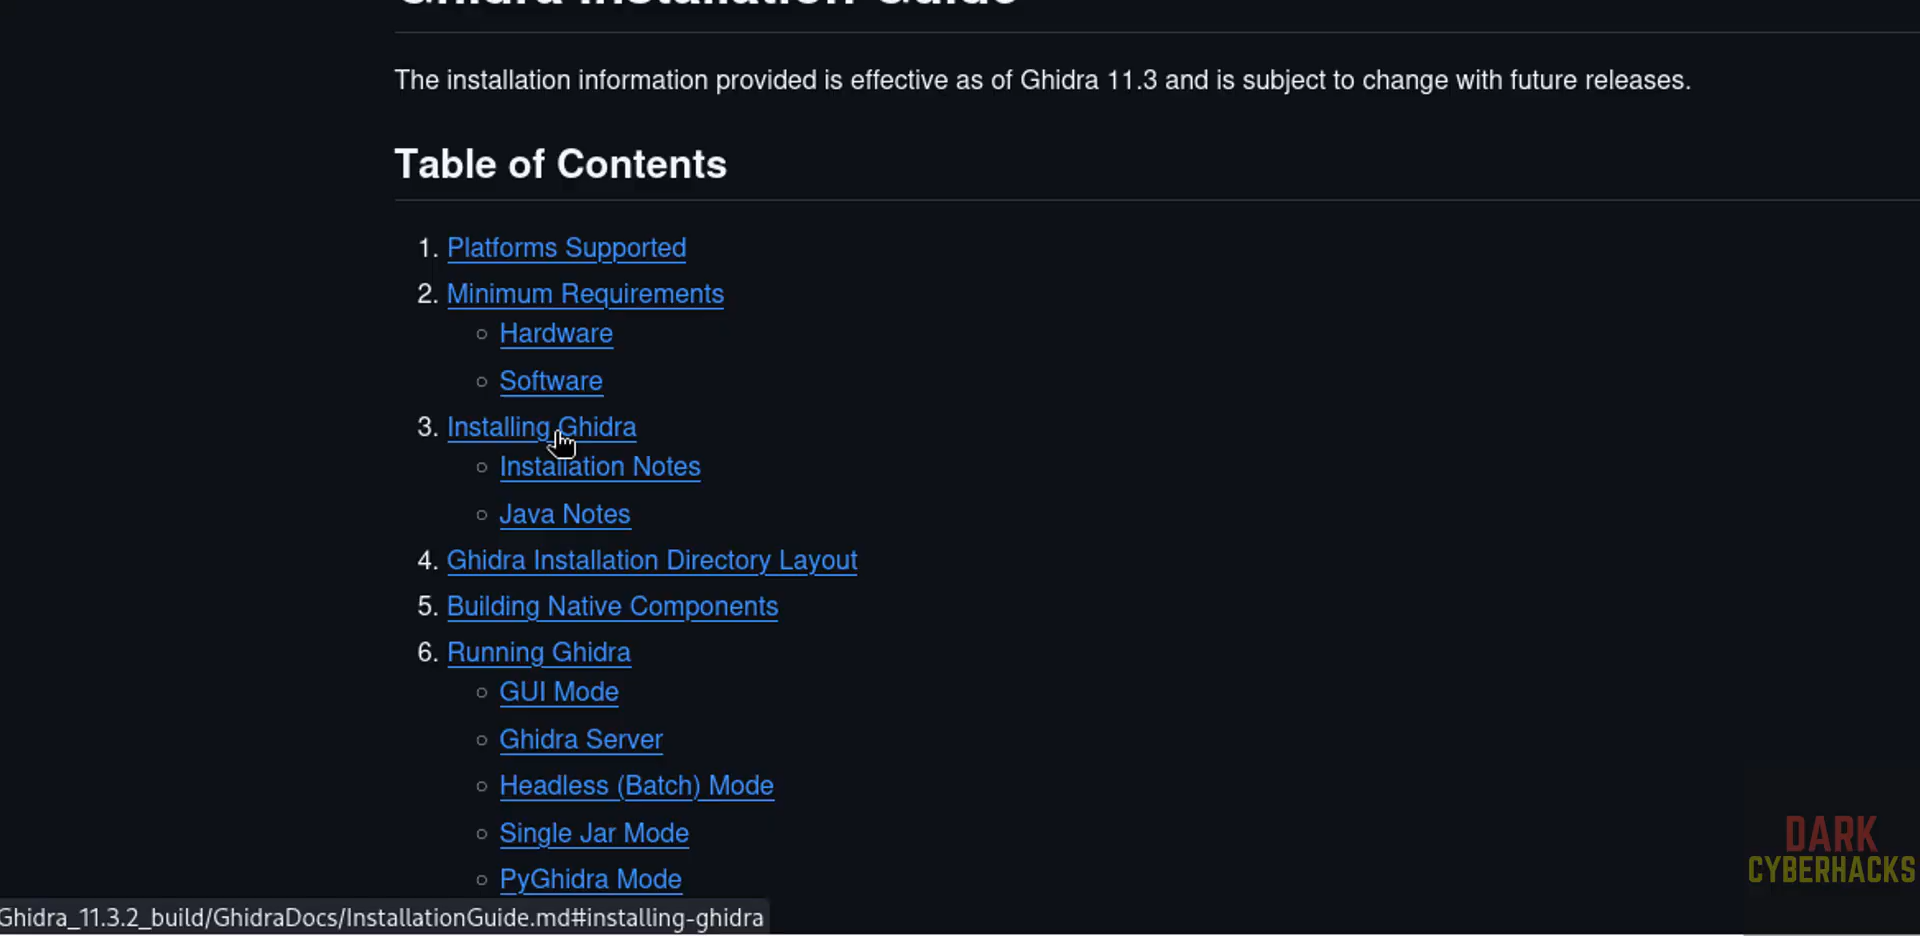 Ghidra Installation Guide
The installation information provided is effective as of Ghidra 11.3 and is subject to change with future releases.
Table of Contents
1. Platforms Supported
2. Minimum Requirements
Hardware
Software
3. Installing Ghidra
Installation Notes
Java Notes
4. Ghidra Installation Directory Layout
5. Building Native Components
6. Running Ghidra
GUI Mode
Ghidra Server
Headless (Batch) Mode
Single Jar Mode
PyGhidra Mode
Ghidra_11.3.2_build/GhidraDocs/InstallationGuide.md#installing-ghidra
DARK
CYBERHACKS